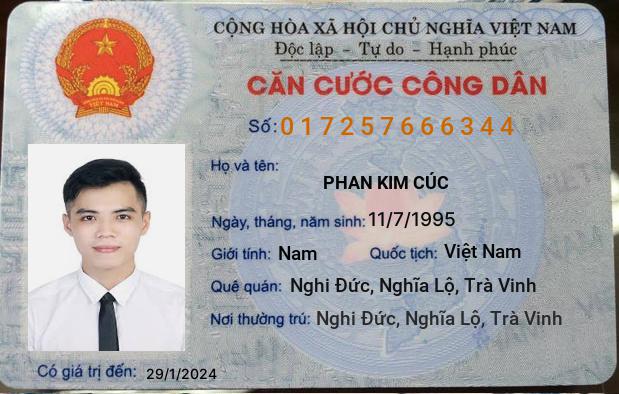 CỘNG HÒA XÃ HỘI CHỦ NGHĨA VIỆT NAM
Độc lập - Tự do - Hạnh phúc
CĂN CƯỚC CÔNG DÂN
Số: 017257666344
Họ và tên:
PHAN KIM CÚC
Ngày, tháng, năm sinh: 11/7/1995
Giới tính: Nam Quốc tịch: Việt Nam
Quê quán: Nghi Đức, Nghĩa Lộ, Trà Vinh
Nơi thường trú: Nghi Đức, Nghĩa Lộ, Trà Vinh
Có giá trị đến: 29/1/2024
VIỆT NAM